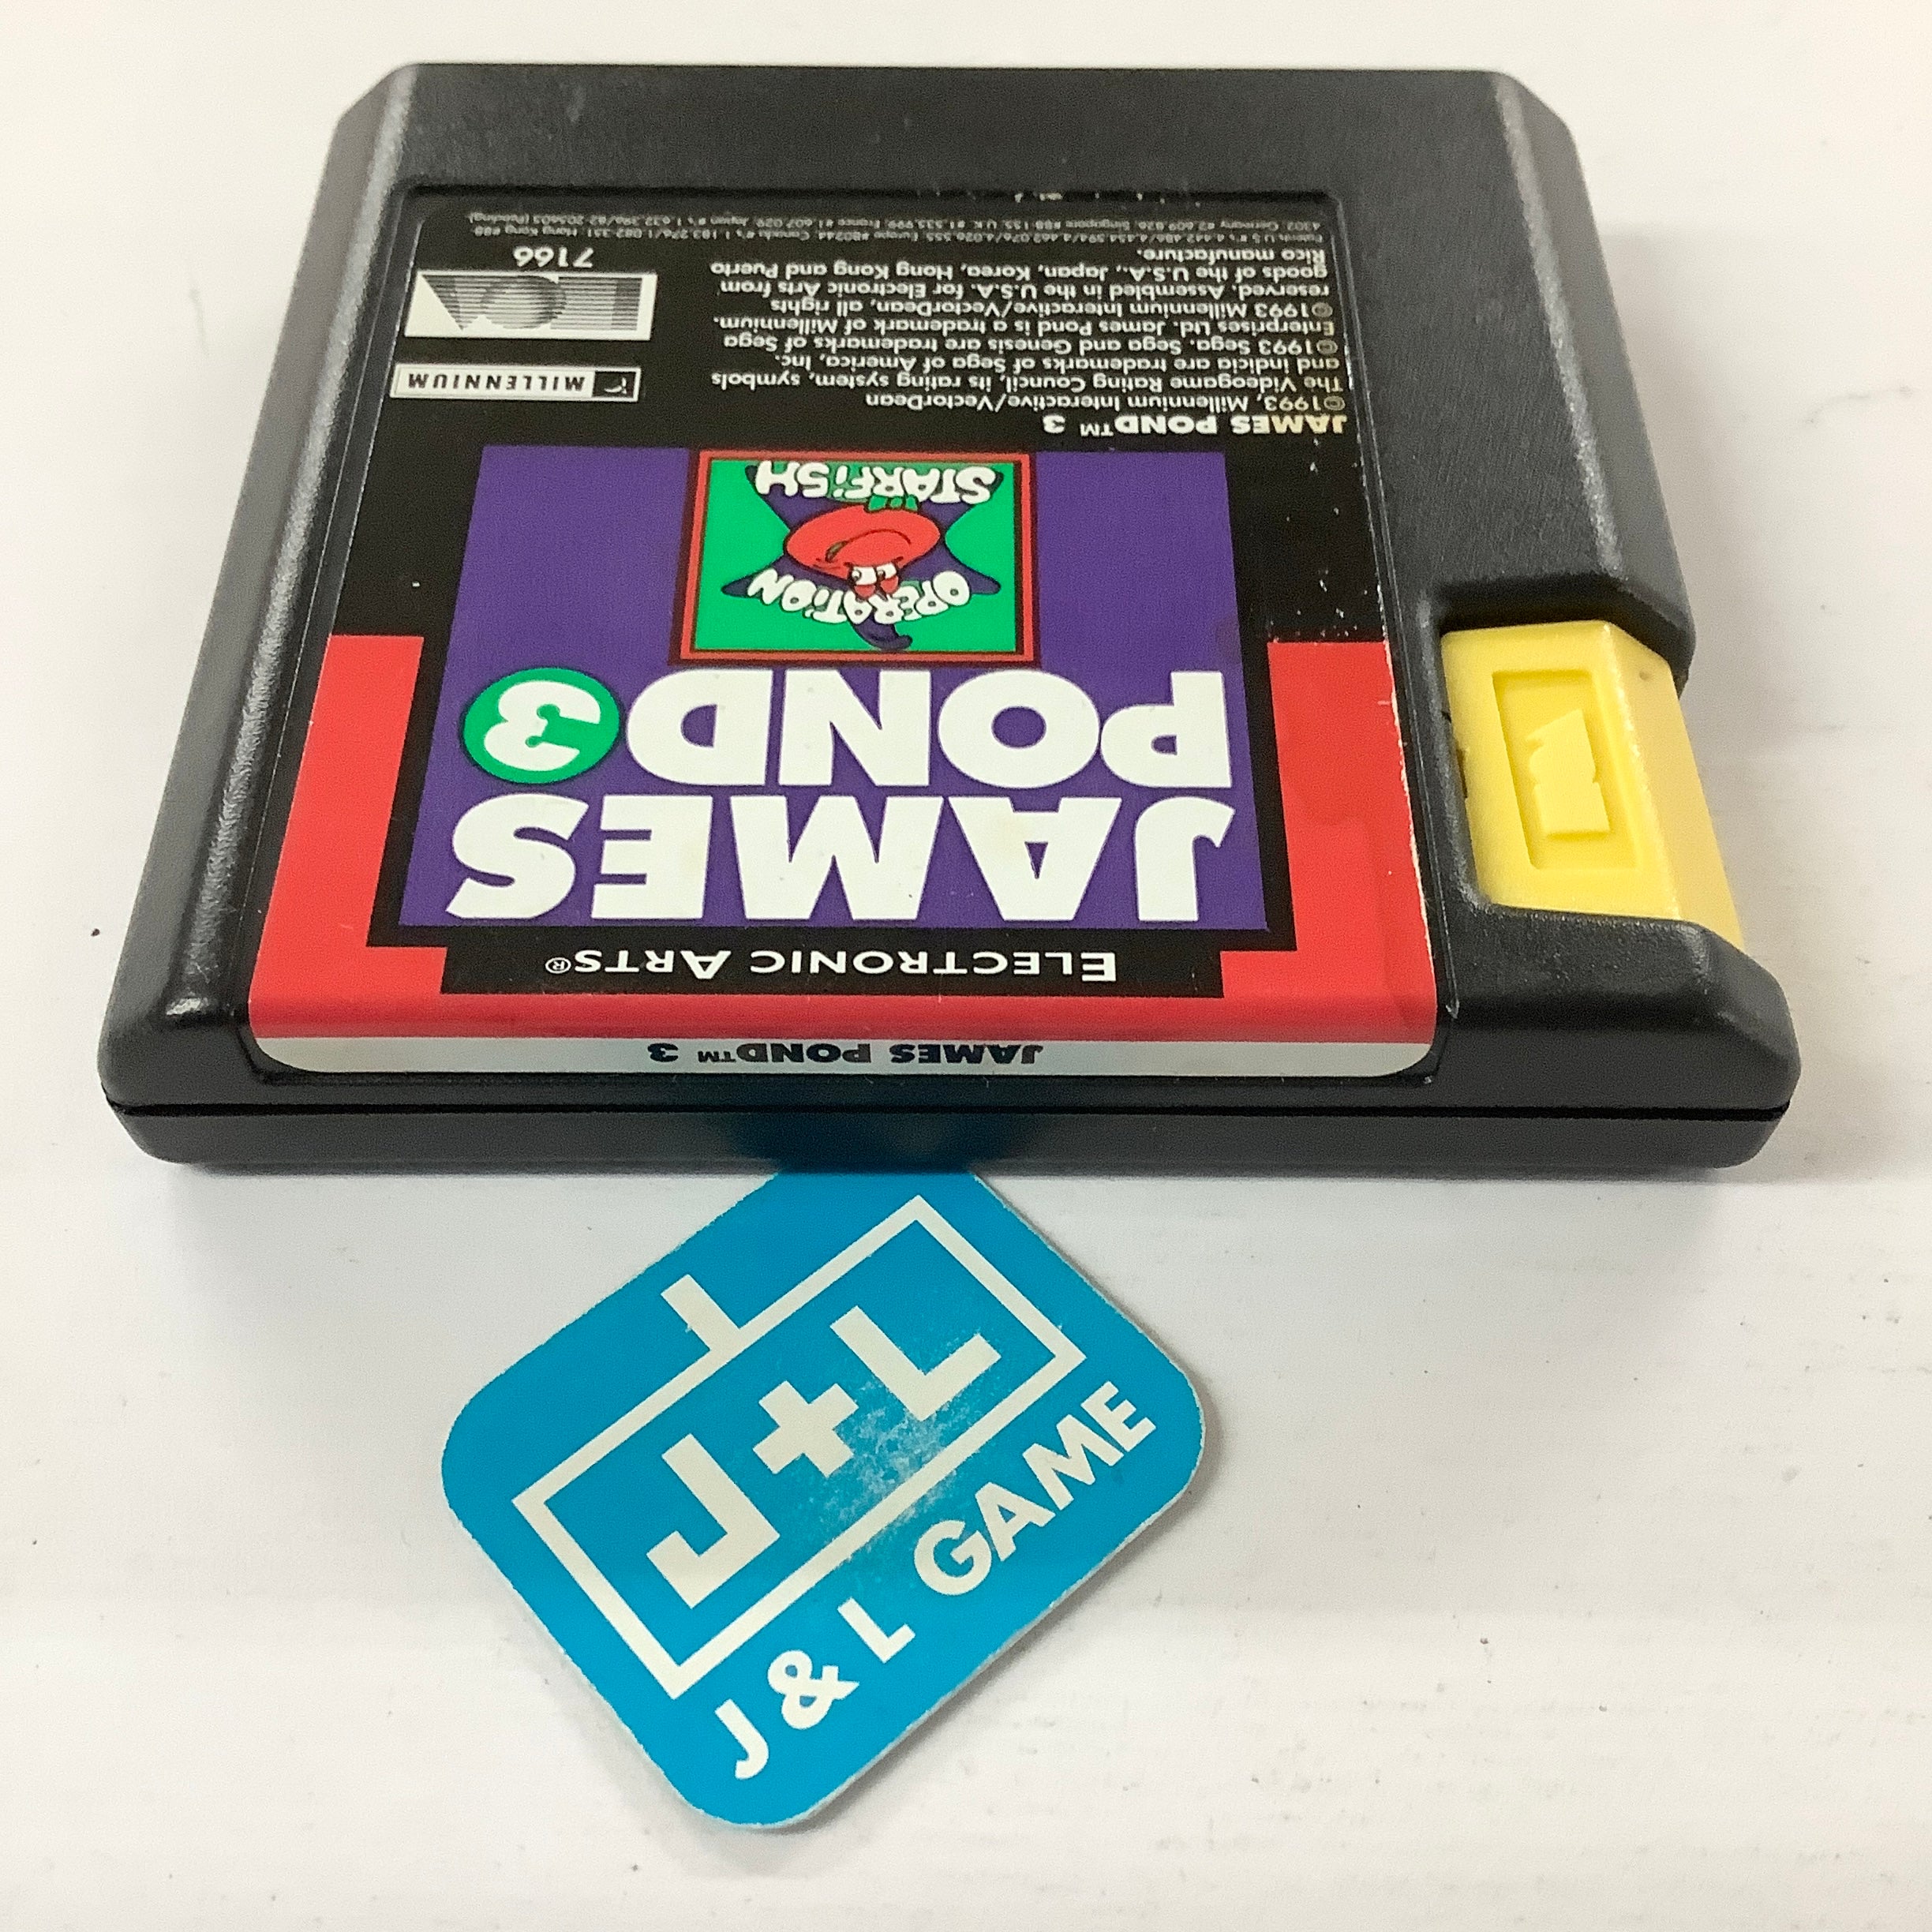 JAMES POND™ 3
ELECTRONIC ARTS®
JAMES
POND 3
OPERATION
STARFiSH
JAMES POND™ 3
©1993, Millennium Interactive/VectorDean
The Videogame Rating Council, its rating system, symbols
and indicia are trademarks of Sega of America, Inc.
©1993 Sega. Sega and Genesis are trademarks of Sega
Enterprises Ltd. James Pond is a trademark of Millennium.
©1993 Millennium Interactive/VectorDean, all rights
reserved. Assembled in the U.S.A. for Electronic Arts from
goods of the U.S.A., Japan, Korea, Hong Kong and Puerto
Rico manufacture.
MILLENNIUM
7166
J+L
J & L GAME